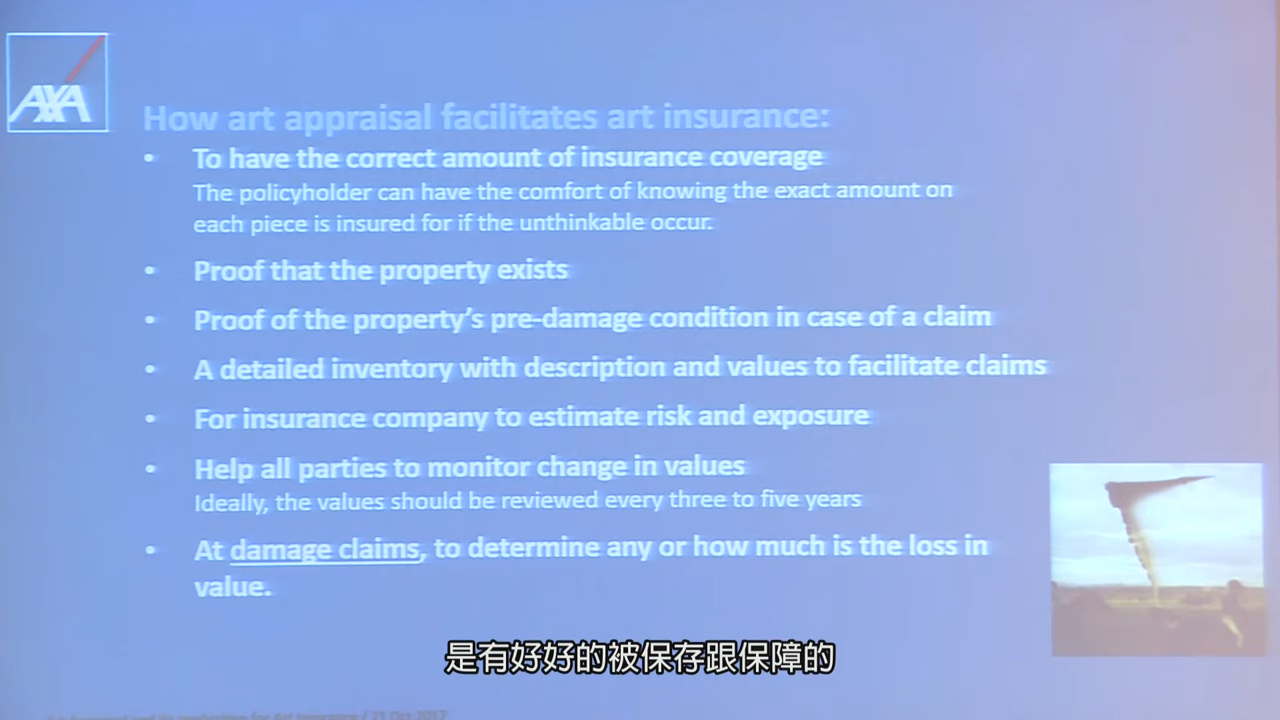 AXA
How art appraisal facilitates art insurance:
• To have the correct amount of insurance coverage
The policyholder can have the comfort of knowing the exact amount on
each piece is insured for if the unthinkable occur.
• Proof that the property exists
• Proof of the property's pre-damage condition in case of a claim
• A detailed inventory with description and values to facilitate claims
• For insurance company to estimate risk and exposure
• Help all parties to monitor change in values
Ideally, the values should be reviewed every three to five years
• At damage claims, to determine any or how much is the loss in
value.
是有好好的被保存跟保障的
for Art Insurance / 21 Oct 2017